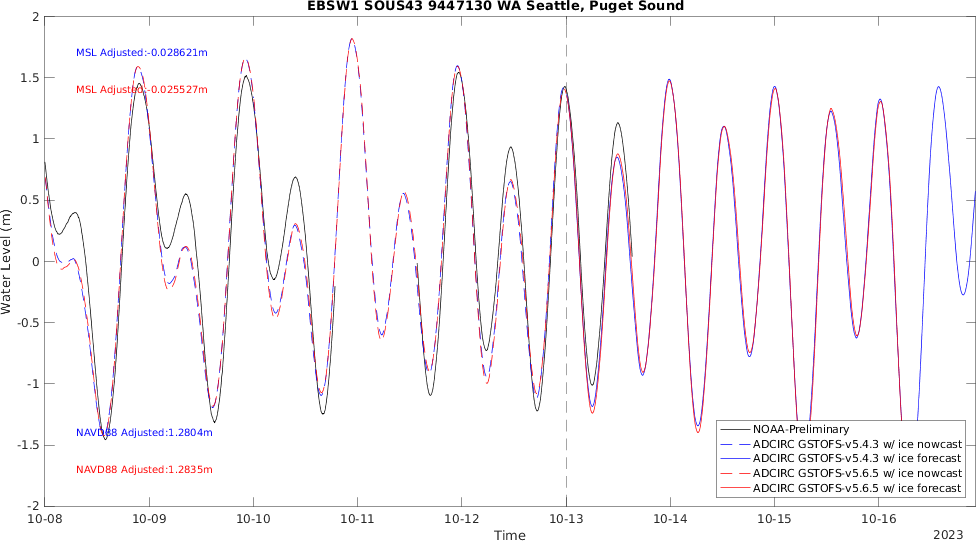 EBSW1 SOUS43 9447130 WA Seattle, Puget Sound
2
1.5
1
0.5
0
-0.5
-1
-1.5
-2
Water Level (m)
MSL Adjusted:-0.028621m
MSL Adjusted:-0.025527m
NAVD88 Adjusted:1.2804m
NAVD88 Adjusted:1.2835m
NOAA-Preliminary
ADCIRC GSTOFS-v5.4.3 w/ ice nowcast
ADCIRC GSTOFS-v5.4.3 w/ ice forecast
ADCIRC GSTOFS-v5.6.5 w/ ice nowcast
ADCIRC GSTOFS-v5.6.5 w/ ice forecast
10-08 10-09 10-10 10-11 10-12 10-13 10-14 10-15 10-16
Time
2023